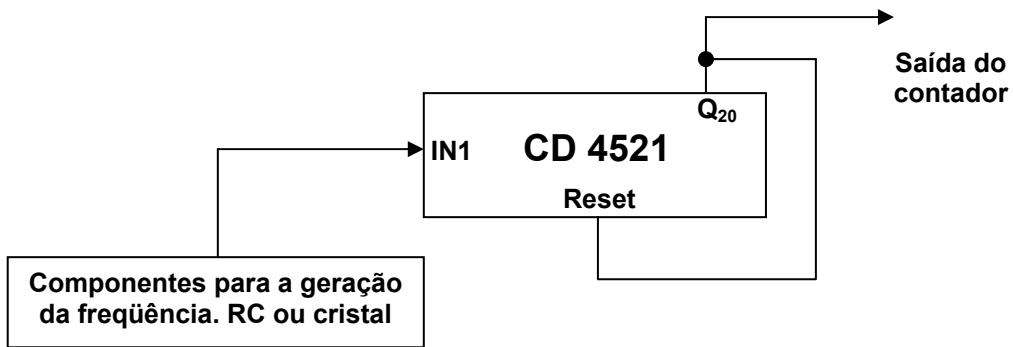 Saída do
contador
Q20
IN1 CD 4521
Reset
Componentes para a geração
da freqüência. RC ou cristal